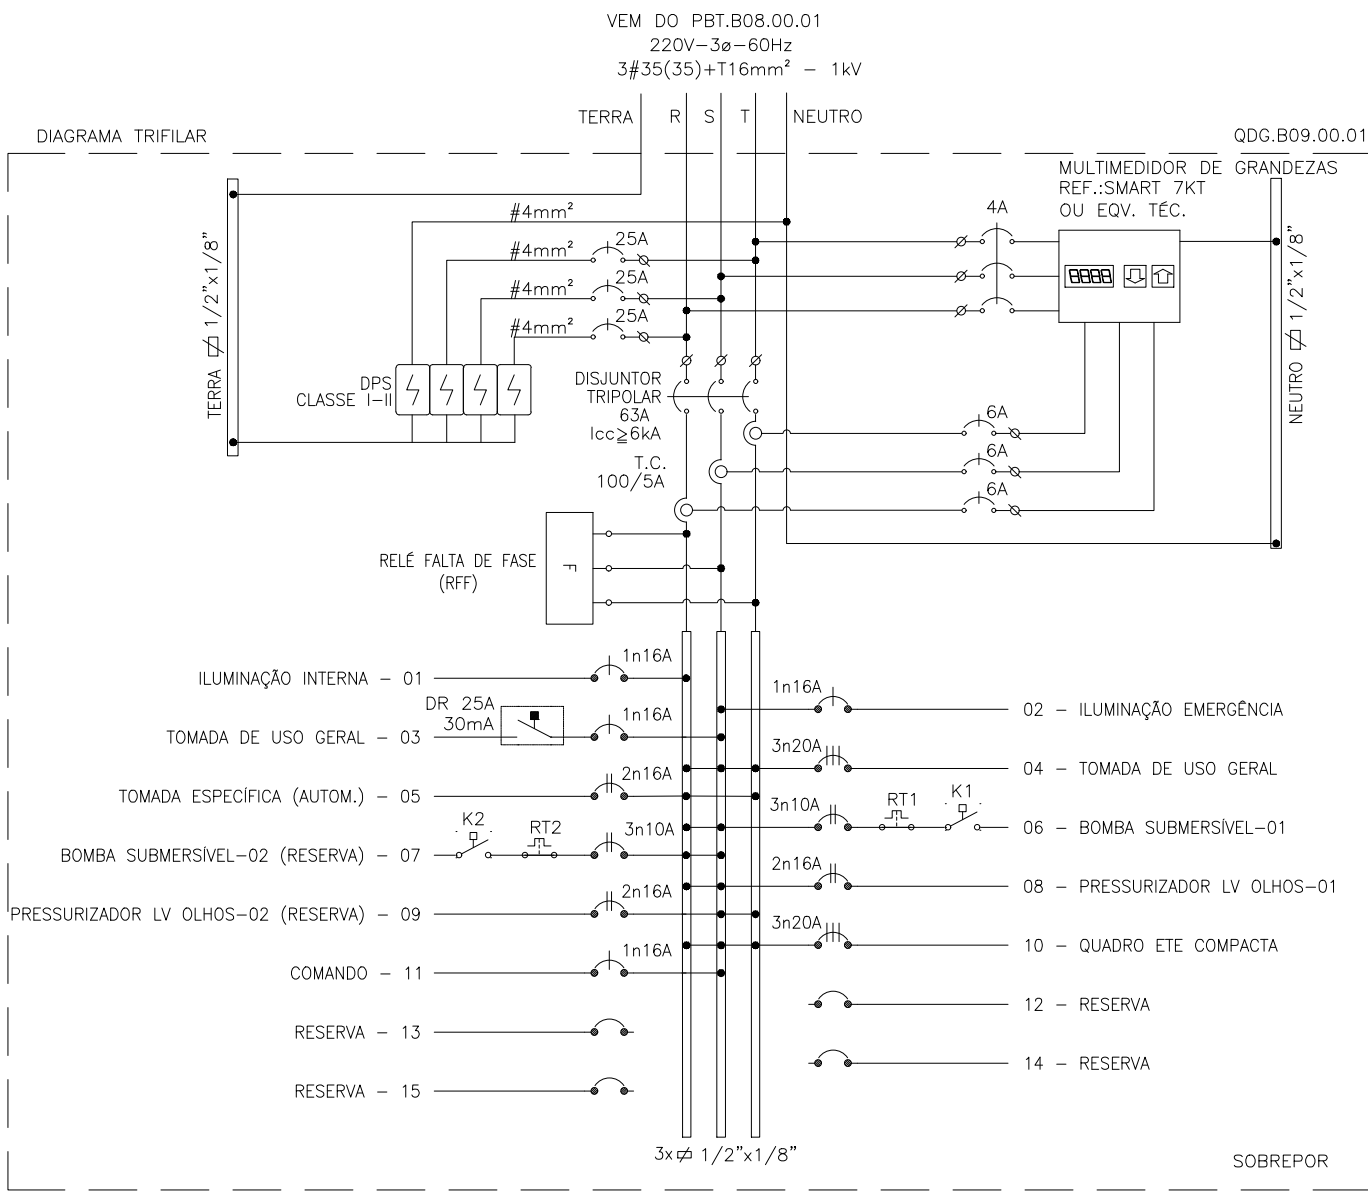 VEM DO PBT.B08.00.01
220V-3ø-60Hz
3#35(35)+T16mm² - 1kV
TERRA
R
S
T
NEUTRO
DIAGRAMA TRIFILAR
QDG.B09.00.01
MULTIMEDIDOR DE GRANDEZAS
REF.:SMART 7KT
OU EQV. TÉC.
#4mm²
#4mm²
#4mm²
#4mm²
25A
25A
25A
4A
TERRA 1/2"x1/8"
NEUTRO 1/2"x1/8"
DPS
CLASSE I-II
DISJUNTOR
TRIPOLAR
63A
Icc≧6kA
T.C.
100/5A
6A
6A
6A
RELÉ FALTA DE FASE
(RFF)
F
ILUMINAÇÃO INTERNA - 01
1n16A
1n16A
02 - ILUMINAÇÃO EMERGÊNCIA
DR 25A
30mA
TOMADA DE USO GERAL - 03
1n16A
3n20A
04 - TOMADA DE USO GERAL
TOMADA ESPECÍFICA (AUTOM.) - 05
2n16A
3n10A
RT1
K1
06 - BOMBA SUBMERSÍVEL-01
BOMBA SUBMERSÍVEL-02 (RESERVA) - 07
K2
RT2
3n10A
2n16A
08 - PRESSURIZADOR LV OLHOS-01
PRESSURIZADOR LV OLHOS-02 (RESERVA) - 09
2n16A
3n20A
10 - QUADRO ETE COMPACTA
COMANDO - 11
1n16A
12 - RESERVA
RESERVA - 13
14 - RESERVA
RESERVA - 15
3x 1/2"x1/8"
SOBREPOR